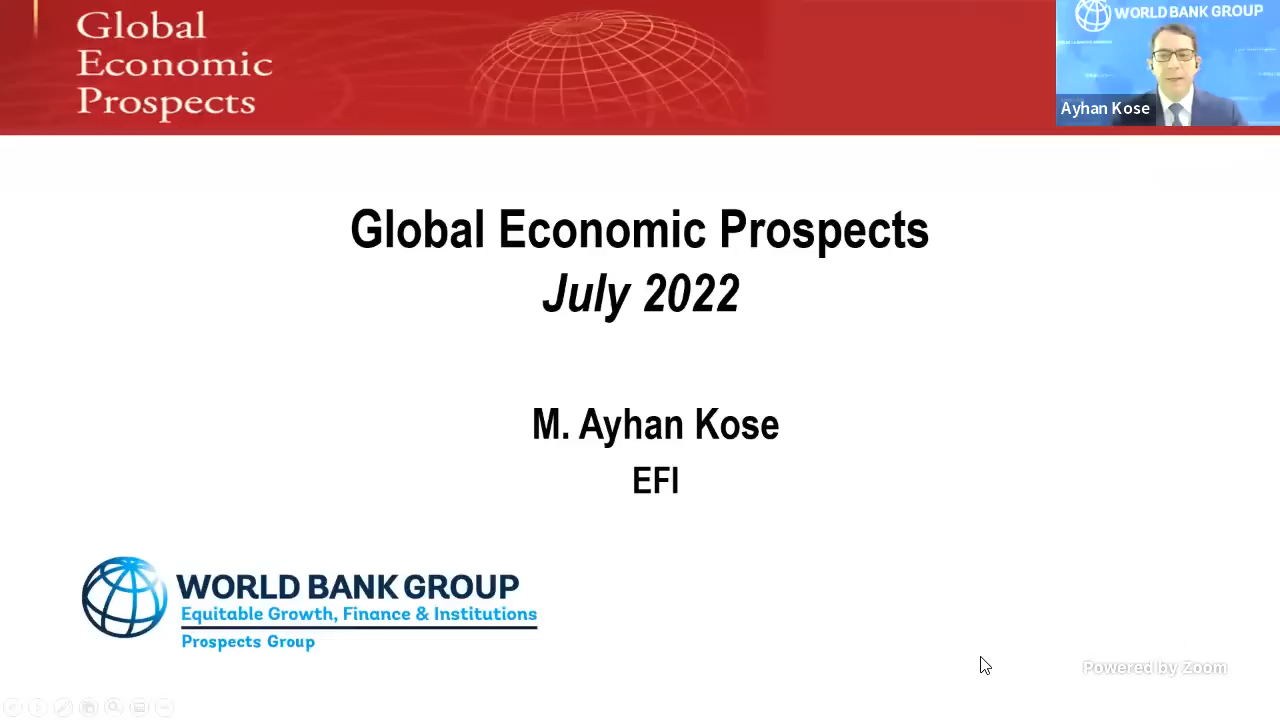 Global
Economic
Prospects
WORLD BANK GROUP
Ayhan Kose
Global Economic Prospects
July 2022
M. Ayhan Kose
EFI
WORLD BANK GROUP
Equitable Growth, Finance & Institutions
Prospects Group
Powered by Zoom